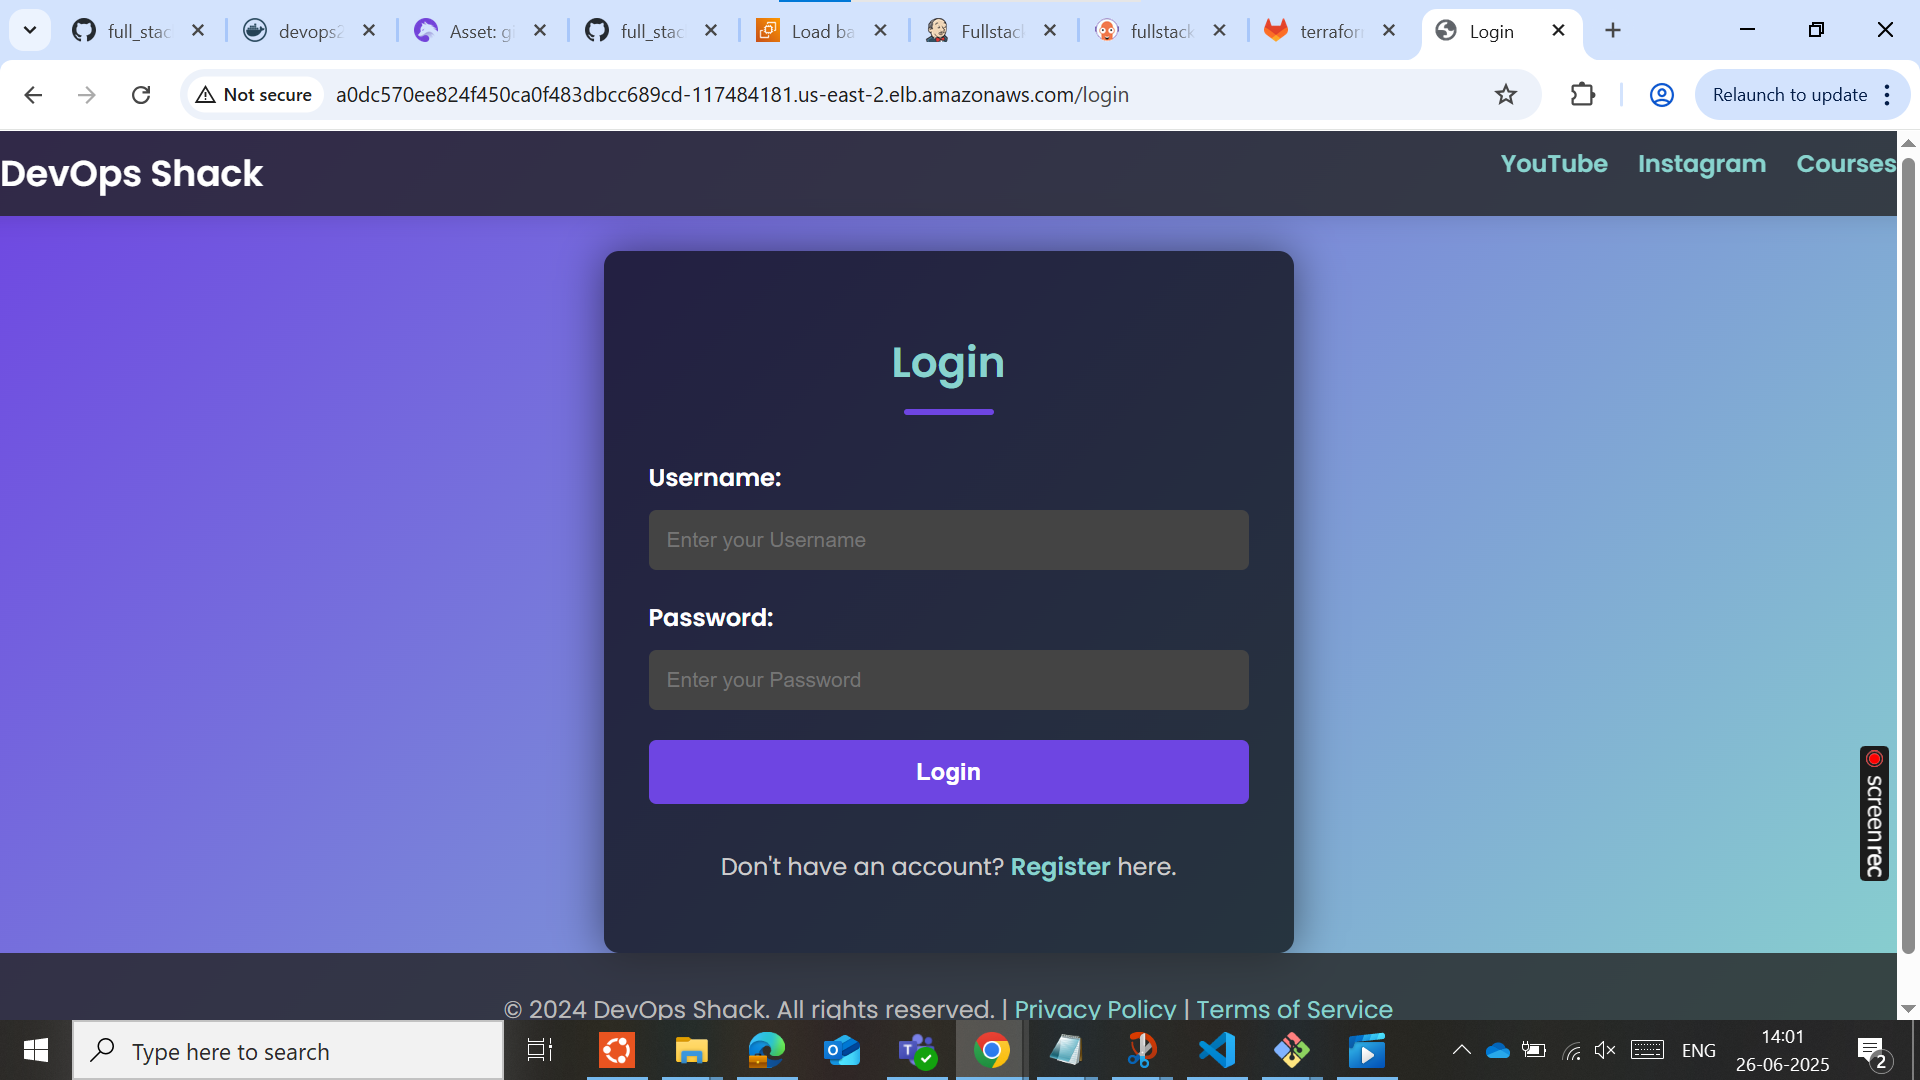 full_stac
devops2
Asset: gi
full_stac
Load ba
Fullstack
fullstack
terraform
Login
Not secure
a0dc570ee824f450ca0f483dbcc689cd-117484181.us-east-2.elb.amazonaws.com/login
Relaunch to update
DevOps Shack
YouTube
Instagram
Courses
Login
Username:
Enter your Username
Password:
Enter your Password
Login
Don't have an account? Register here.
screenrec
© 2024 DevOps Shack. All rights reserved. | Privacy Policy | Terms of Service
Type here to search
ENG
14:01
26-06-2025
2